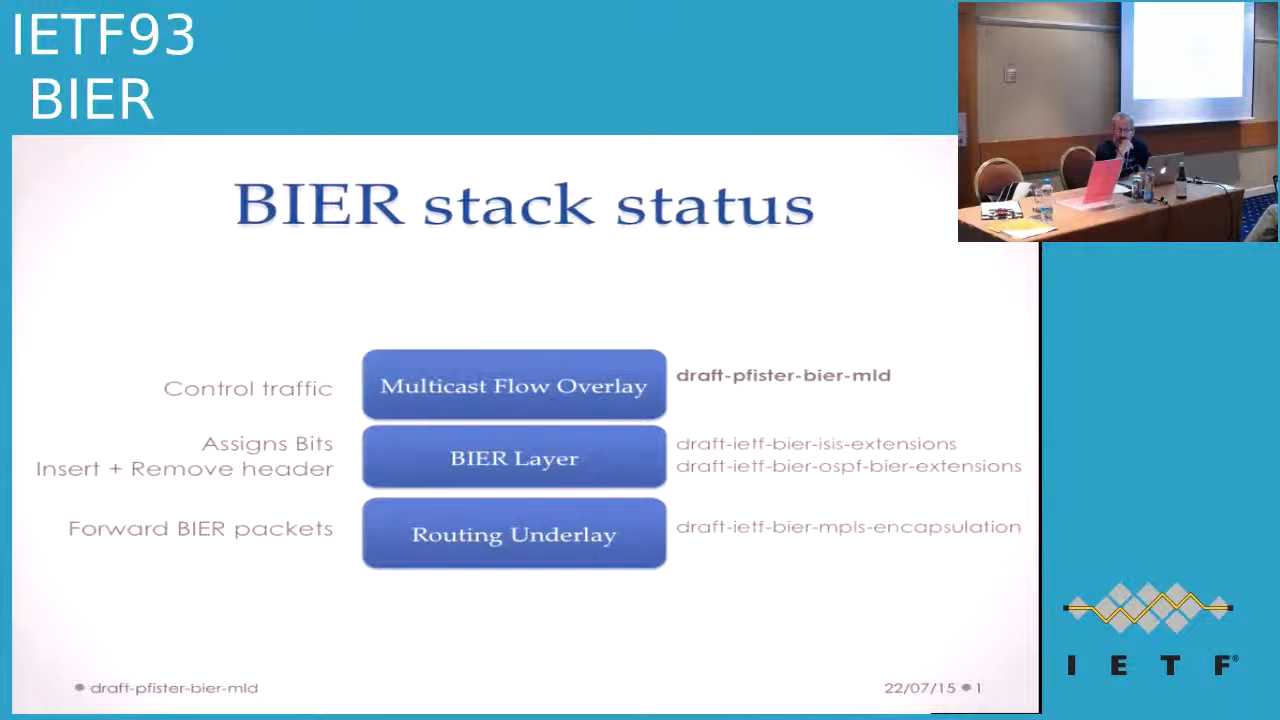 IETF93
BIER
BIER stack status
Control traffic
Multicast Flow Overlay
draft-pfister-bier-mld
Assigns Bits
Insert + Remove header
BIER Layer
draft-ietf-bier-isis-extensions
draft-ietf-bier-ospf-bier-extensions
Forward BIER packets
Routing Underlay
draft-ietf-bier-mpls-encapsulation
draft-pfister-bier-mld
22/07/15 1
I E T F®